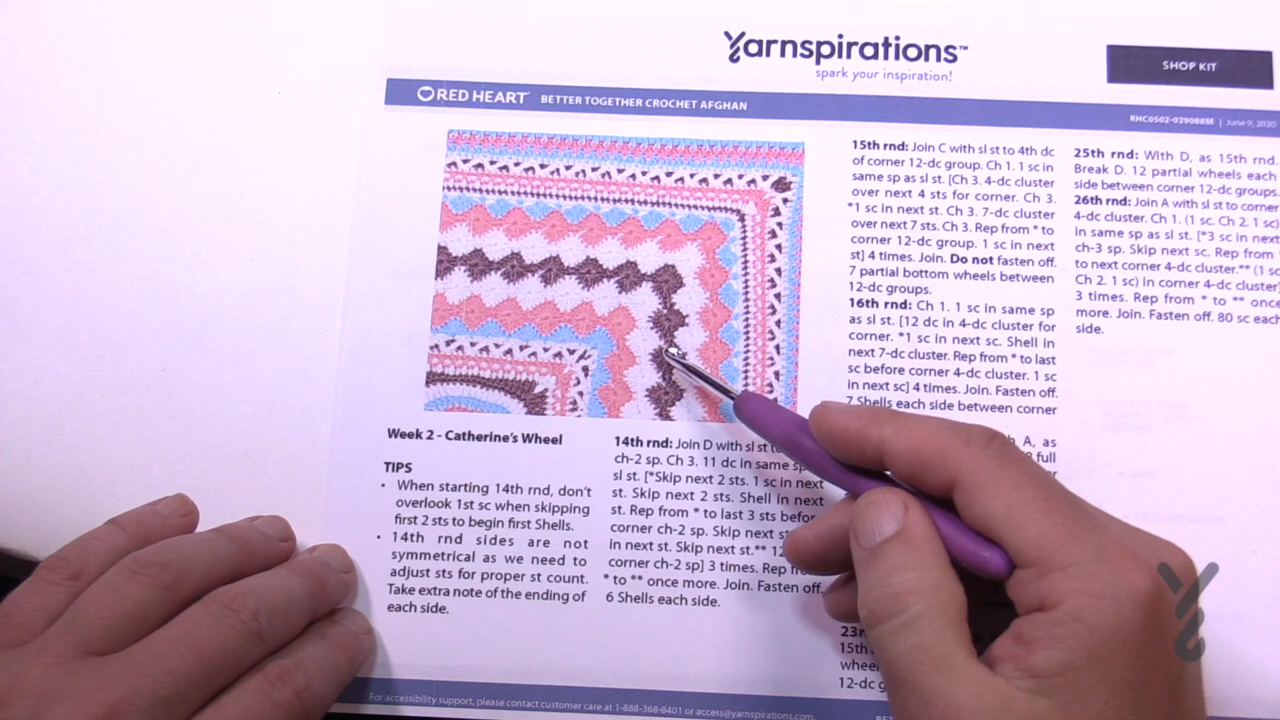 Yarnspirations™
spark your inspiration!
SHOP KIT
RED HEART® BETTER TOGETHER CROCHET AFGHAN
RHC0502-029088M | June 9, 2020
Week 2 - Catherine's Wheel
TIPS
• When starting 14th rnd, don't
overlook 1st sc when skipping
first 2 sts to begin first Shells.
• 14th rnd sides are not
symmetrical as we need to
adjust sts for proper st count.
Take extra note of the ending of
each side.
14th rnd: Join D with sl st to
ch-2 sp. Ch 3. 11 dc in same sp
sl st. [*Skip next 2 sts. 1 sc in next
st. Skip next 2 sts. Shell in next
st. Rep from * to last 3 sts before
corner ch-2 sp. Skip next
in next st. Skip next st.** 12
corner ch-2 sp] 3 times. Rep from
* to ** once more. Join. Fasten off.
6 Shells each side.
15th rnd: Join C with sl st to 4th dc
of corner 12-dc group. Ch 1. 1 sc in
same sp as sl st. [Ch 3. 4-dc cluster
over next 4 sts for corner. Ch 3.
*1 sc in next st. Ch 3. 7-dc cluster
over next 7 sts. Ch 3. Rep from * to
corner 12-dc group. 1 sc in next
st] 4 times. Join. Do not fasten off.
7 partial bottom wheels between
12-dc groups.
16th rnd: Ch 1. 1 sc in same sp
as sl st. [12 dc in 4-dc cluster for
corner. *1 sc in next sc. Shell in
next 7-dc cluster. Rep from * to last
sc before corner 4-dc cluster. 1 sc
in next sc] 4 times. Join. Fasten off.
7 Shells each side between corner
A, as
full
23r
15th
whee
12-dc g
25th rnd: With D, as 15th rnd.
Break D. 12 partial wheels each
side between corner 12-dc groups.
26th rnd: Join A with sl st to corner
4-dc cluster. Ch 1. (1 sc. Ch 2. 1 sc)
in same sp as sl st. [*3 sc in next
ch-3 sp. Skip next sc. Rep from
to next corner 4-dc cluster.** (1 sc.
Ch 2. 1 sc) in corner 4-dc cluster]
3 times. Rep from * to ** once
more. Join. Fasten off. 80 sc each
side.
For accessibility support, please contact customer care at 1-888-368-8401 or access@yarnspirations.com.